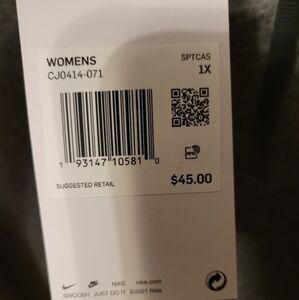 WOMENS SPTCAS
CJ0414-071 1X
1 93147 10581 0
RFID
SUGGESTED RETAIL $45.00
NIKE nike.com
SWOOSH JUST DO IT ©2021 Nike